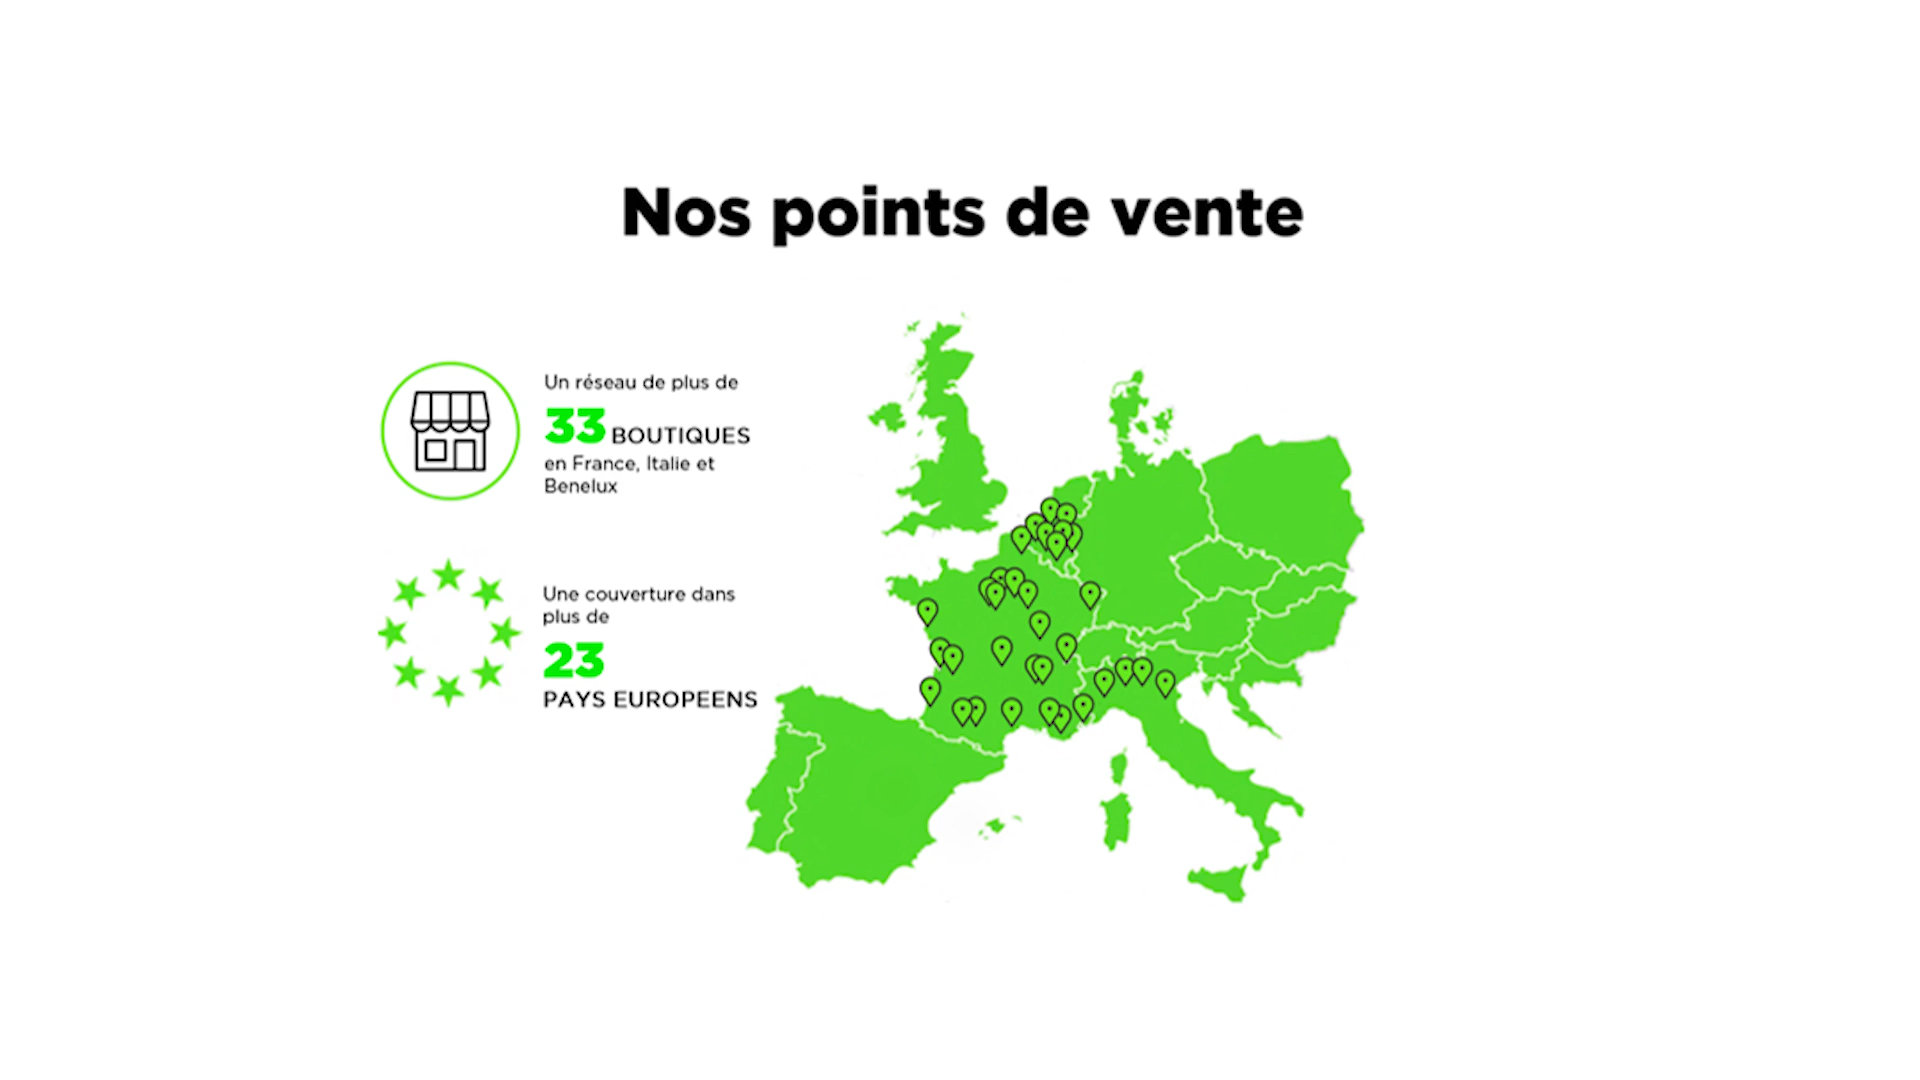 Nos points de vente
Un réseau de plus de
33 BOUTIQUES
en France, Italie et
Benelux
Une couverture dans
plus de
23
PAYS EUROPEENS